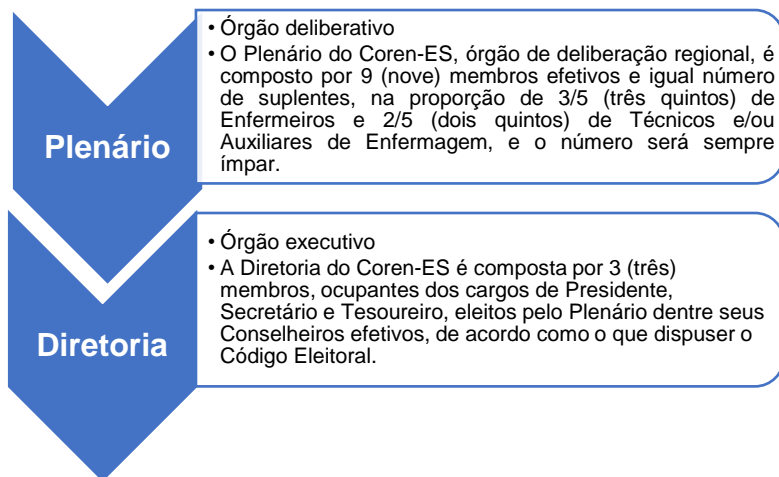 Plenário
• Órgão deliberativo
• O Plenário do Coren-ES, órgão de deliberação regional, é
composto por 9 (nove) membros efetivos e igual número
de suplentes, na proporção de 3/5 (três quintos) de
Enfermeiros e 2/5 (dois quintos) de Técnicos e/ou
Auxiliares de Enfermagem, e o número será sempre
ímpar.
Diretoria
• Órgão executivo
• A Diretoria do Coren-ES é composta por 3 (três)
membros, ocupantes dos cargos de Presidente,
Secretário e Tesoureiro, eleitos pelo Plenário dentre seus
Conselheiros efetivos, de acordo como o que dispuser o
Código Eleitoral.